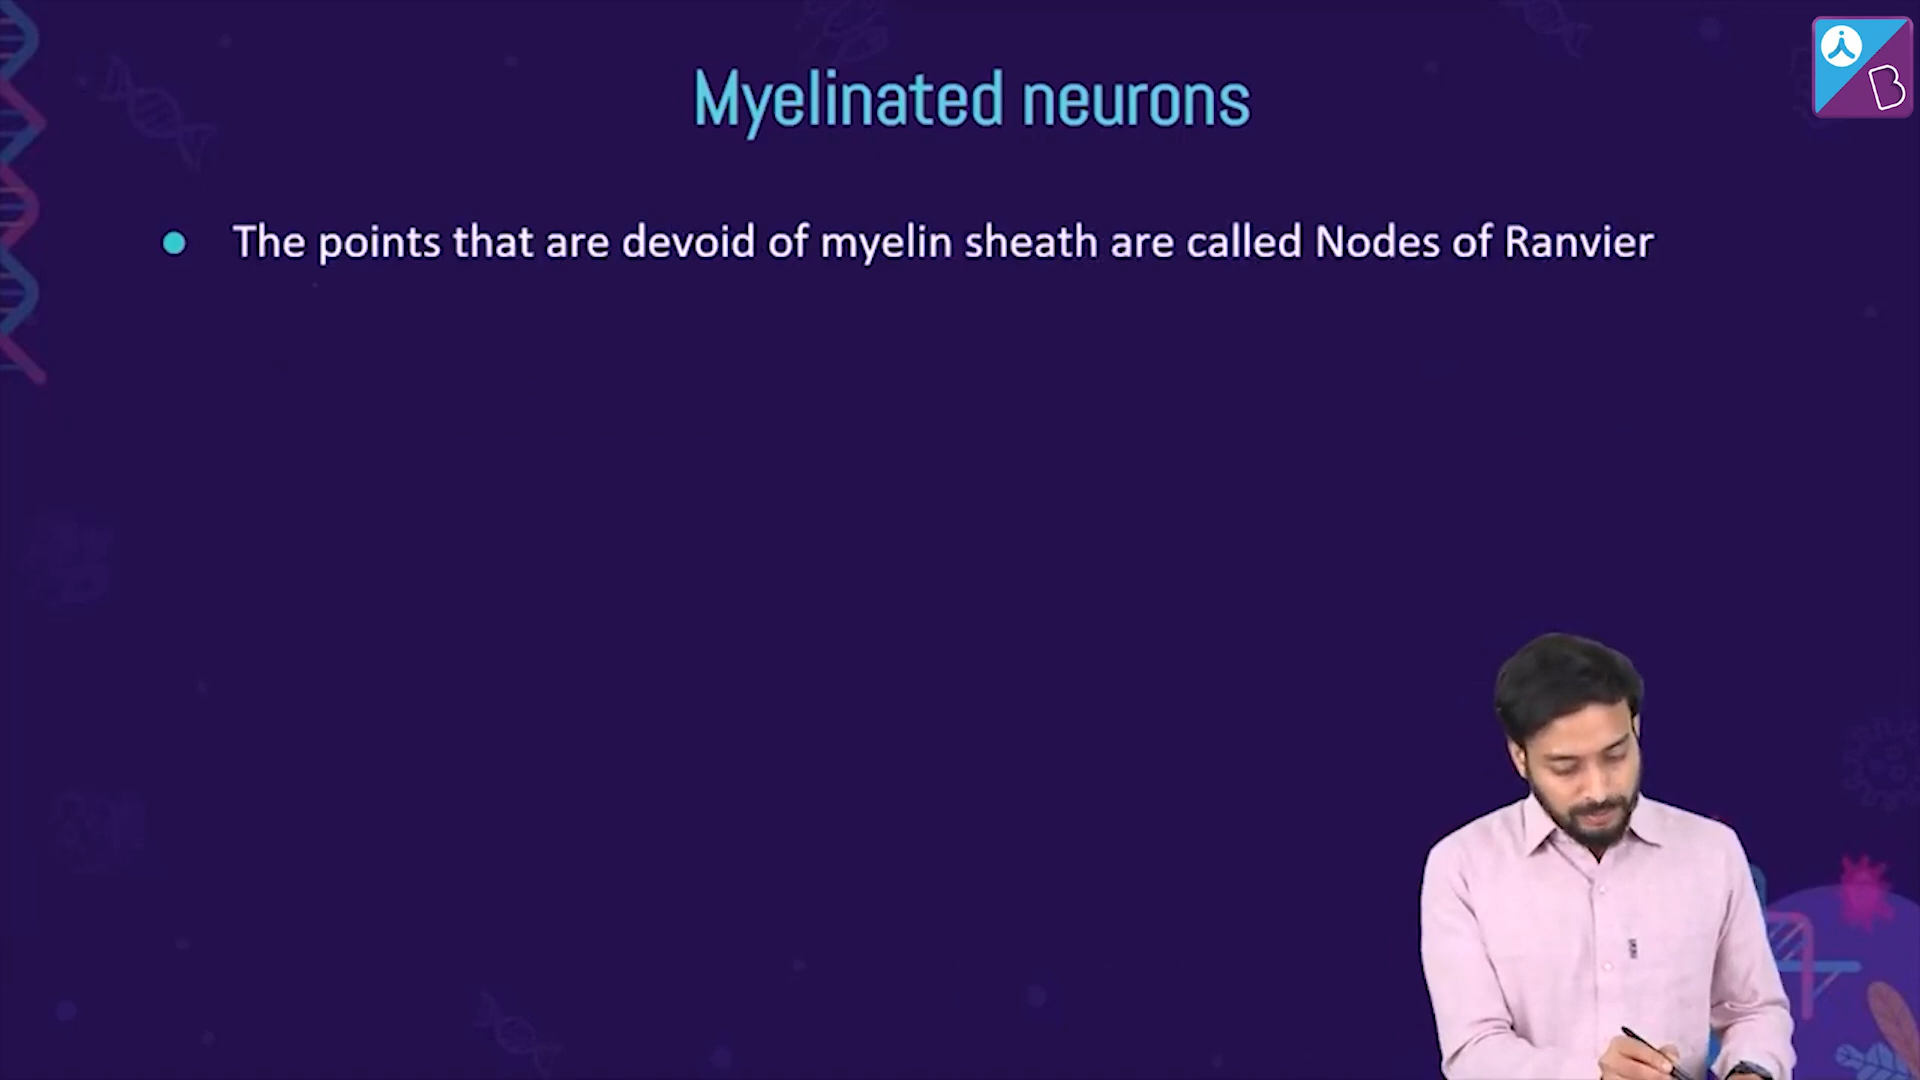 Myelinated neurons
The points that are devoid of myelin sheath are called Nodes of Ranvier
B